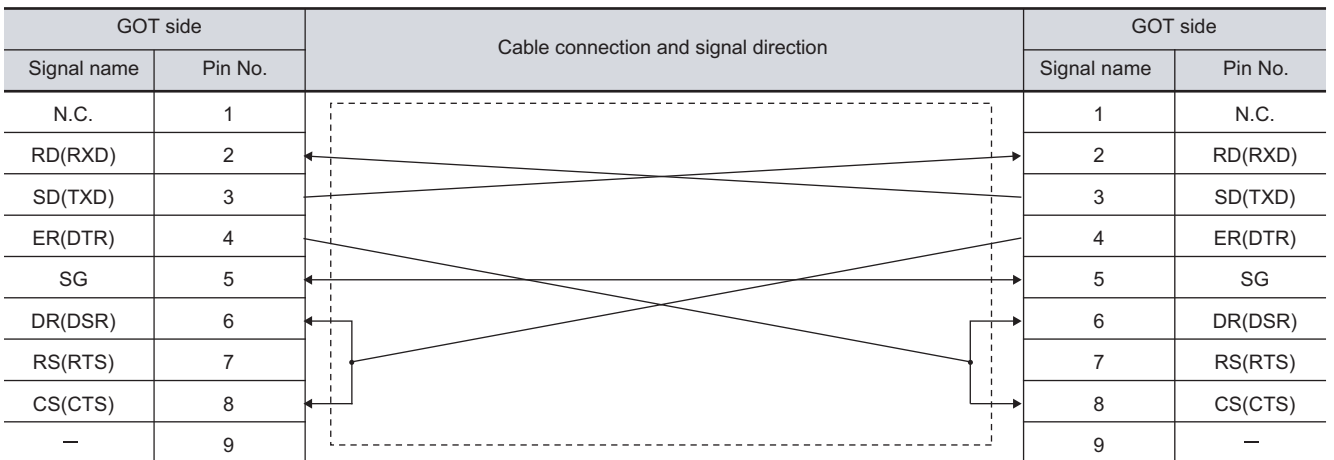 GOT side Cable connection and signal direction GOT side
Signal name Pin No. Signal name Pin No.
N.C. 1 1 N.C.
RD(RXD) 2 2 RD(RXD)
SD(TXD) 3 3 SD(TXD)
ER(DTR) 4 4 ER(DTR)
SG 5 5 SG
DR(DSR) 6 6 DR(DSR)
RS(RTS) 7 7 RS(RTS)
CS(CTS) 8 8 CS(CTS)
– 9 9 –